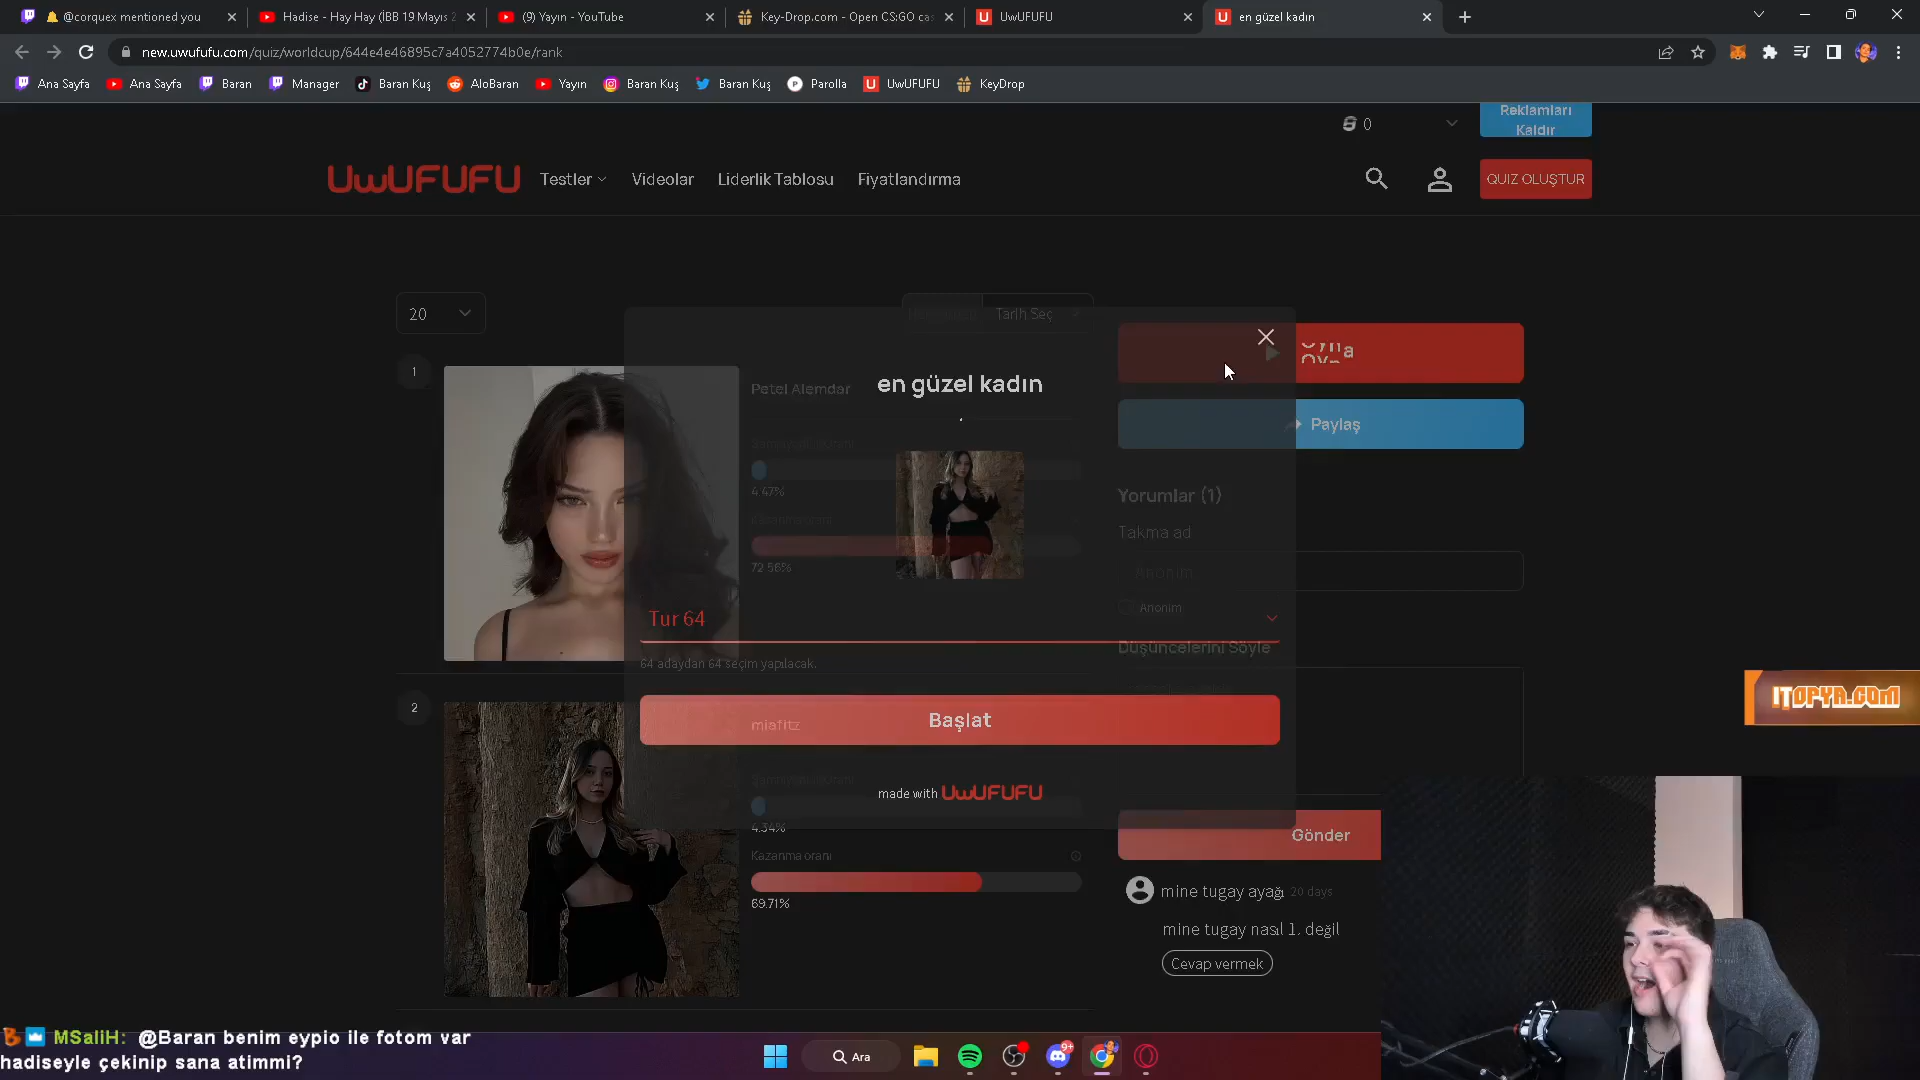 @corquex mentioned you
Hadise - Hay Hay (İBB 19 Mayıs 2
(9) Yayın - YouTube
Key-Drop.com - Open CS:GO cas
UwUFUFU
en güzel kadın
new.uwufufu.com/quiz/worldcup/644e4e46895c7a4052774b0e/rank
Ana Sayfa
Ana Sayfa
Baran
Manager
Baran Kuş
AloBaran
Yayın
Baran Kuş
Baran Kuş
Parolla
UwUFUFU
KeyDrop
0
Reklamları
Kaldır
UwUFUFU
Testler
Videolar
Liderlik Tablosu
Fiyatlandırma
QUIZ OLUŞTUR
20
Tarih Seç
1
Petel Alemdar
4.47%
72.56%
en güzel kadın
Tur 64
64 adaydan 64 seçim yapılacak.
Başlat
made with UwUFUFU
Paylaş
Yorumlar (1)
Takma ad
Anonim
Anonim
Düşüncelerini Söyle
2
miafitz
4.34%
Kazanma oranı
69.71%
Gönder
mine tugay ayağı 20 days
mine tugay nasıl 1. değil
Cevap vermek
ITOPYA.COM
MSaliH: @Baran benim eypio ile fotom var
hadiseyle çekinip sana atimmi?
Ara
9+